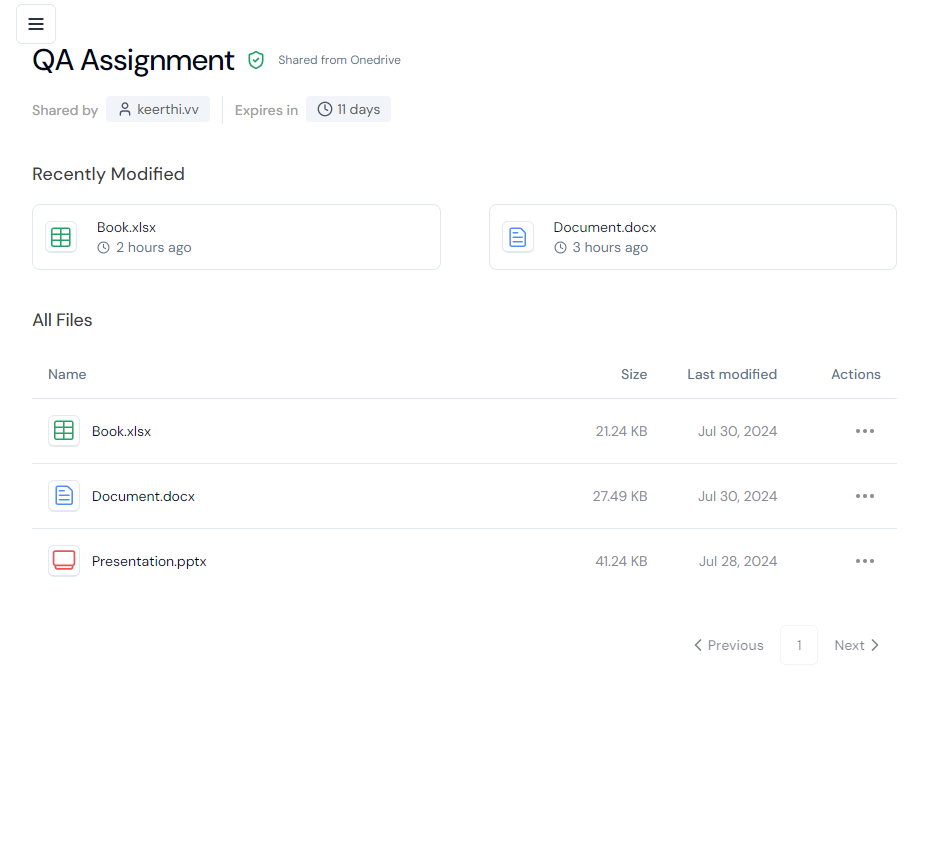 QA Assignment Shared from Onedrive
Shared by keerthi.vv Expires in 11 days
Recently Modified
Book.xlsx
2 hours ago
Document.docx
3 hours ago
All Files
Name Size Last modified Actions
Book.xlsx 21.24 KB Jul 30, 2024
Document.docx 27.49 KB Jul 30, 2024
Presentation.pptx 41.24 KB Jul 28, 2024
Previous 1 Next